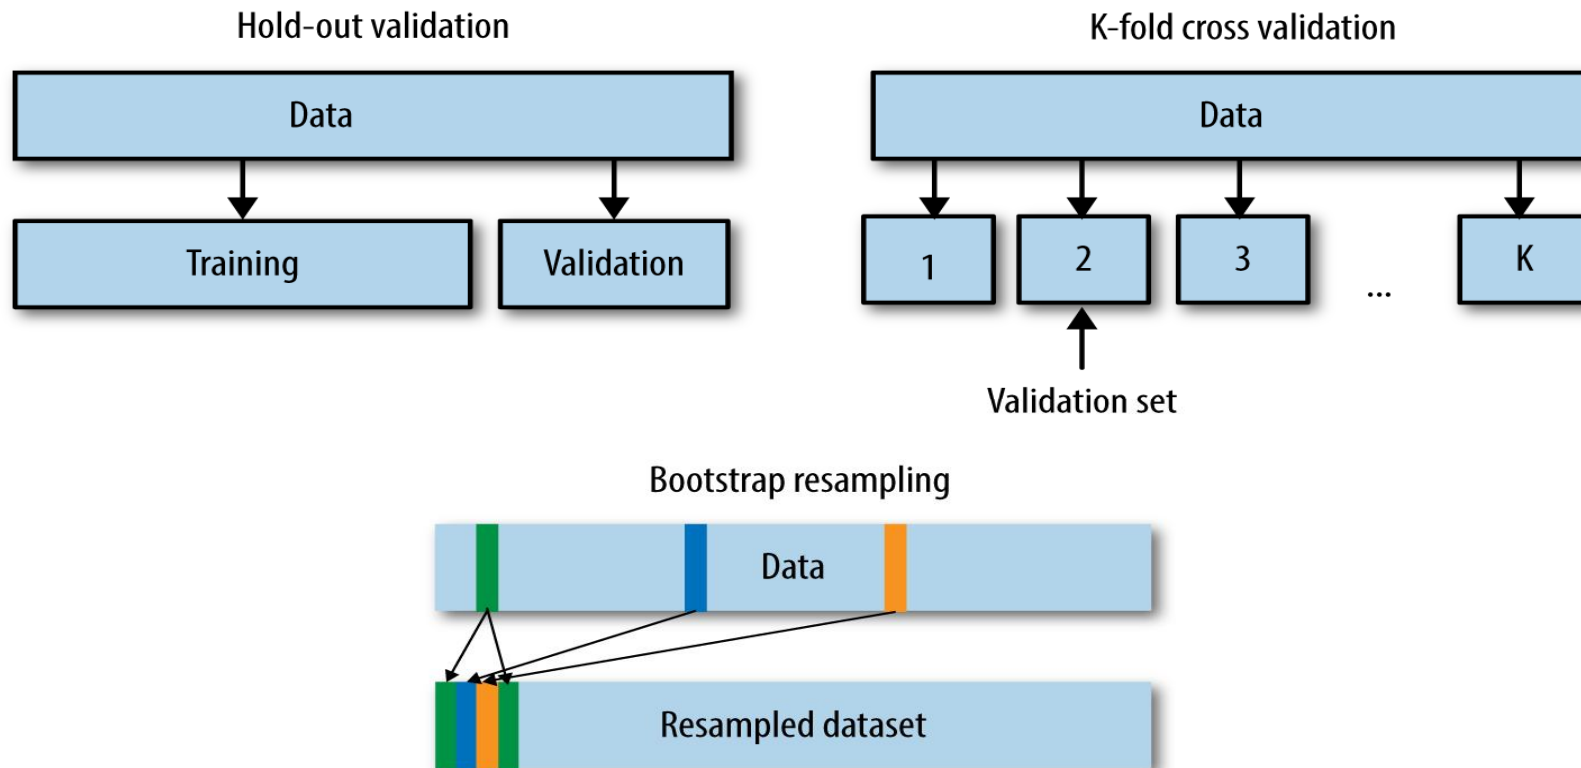 Hold-out validation
Data
Training
Validation
K-fold cross validation
Data
1
2
3
...
K
Validation set
Bootstrap resampling
Data
Resampled dataset